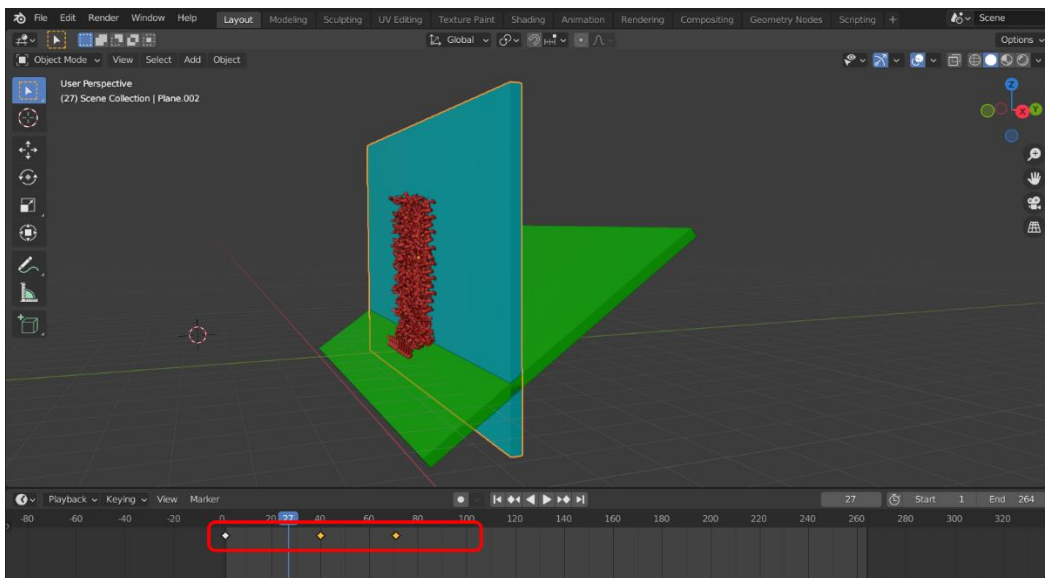 File Edit Render Window Help Layout Modeling Sculpting UV Editing Texture Paint Shading Animation Rendering Compositing Geometry Nodes Scripting + Scene
Global Options
Object Mode View Select Add Object
User Perspective
(27) Scene Collection | Plane.002
Z
X Y
Playback Keying View Marker 27 Start 1 End 264
-80 -60 -40 -20 0 20 27 40 60 80 100 120 140 160 180 200 220 240 260 280 300 320